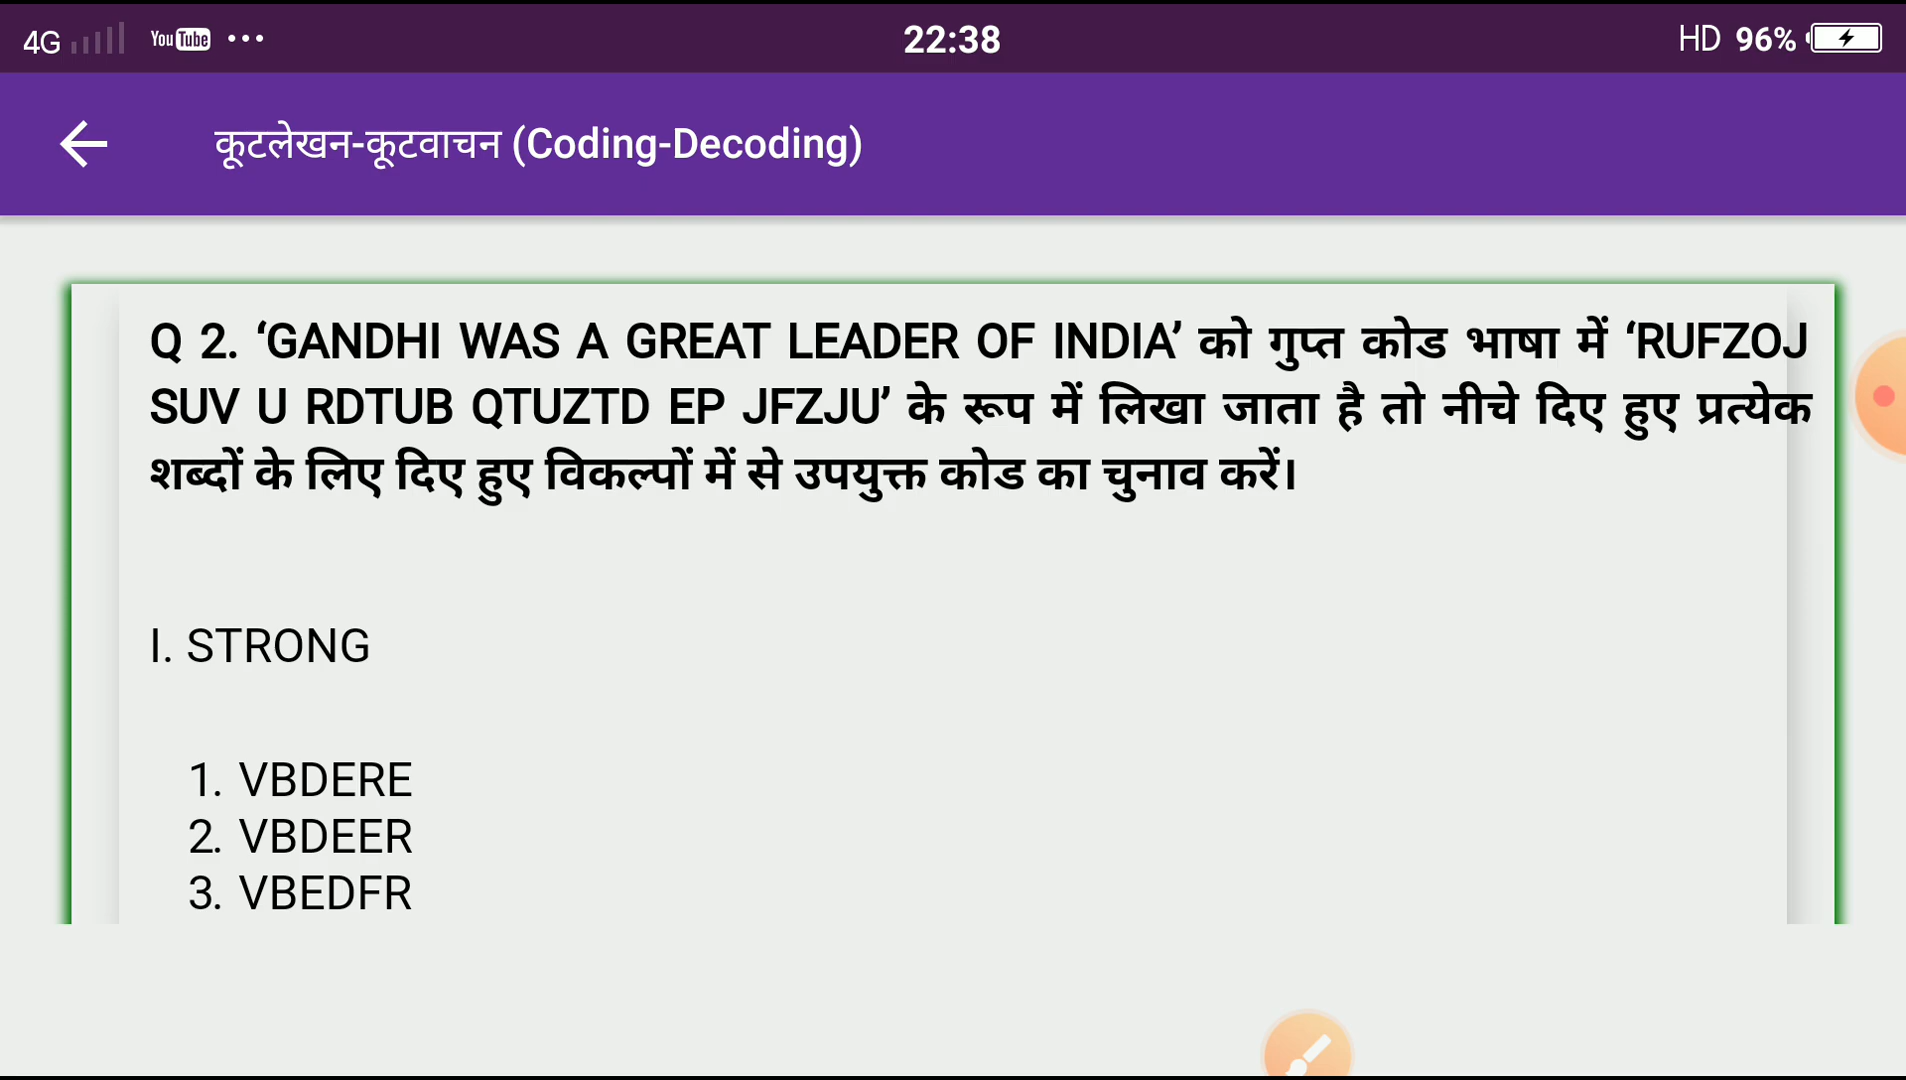 4G YouTube ••• 22:38 HD 96%
कूटलेखन-कूटवाचन (Coding-Decoding)
Q 2. ‘GANDHI WAS A GREAT LEADER OF INDIA’ को गुप्त कोड भाषा में ‘RUFZOJ
SUV U RDTUB QTUZTD EP JFZJU’ के रूप में लिखा जाता है तो नीचे दिए हुए प्रत्येक
शब्दों के लिए दिए हुए विकल्पों में से उपयुक्त कोड का चुनाव करें।
I. STRONG
1. VBDERE
2. VBDEER
3. VBEDFR